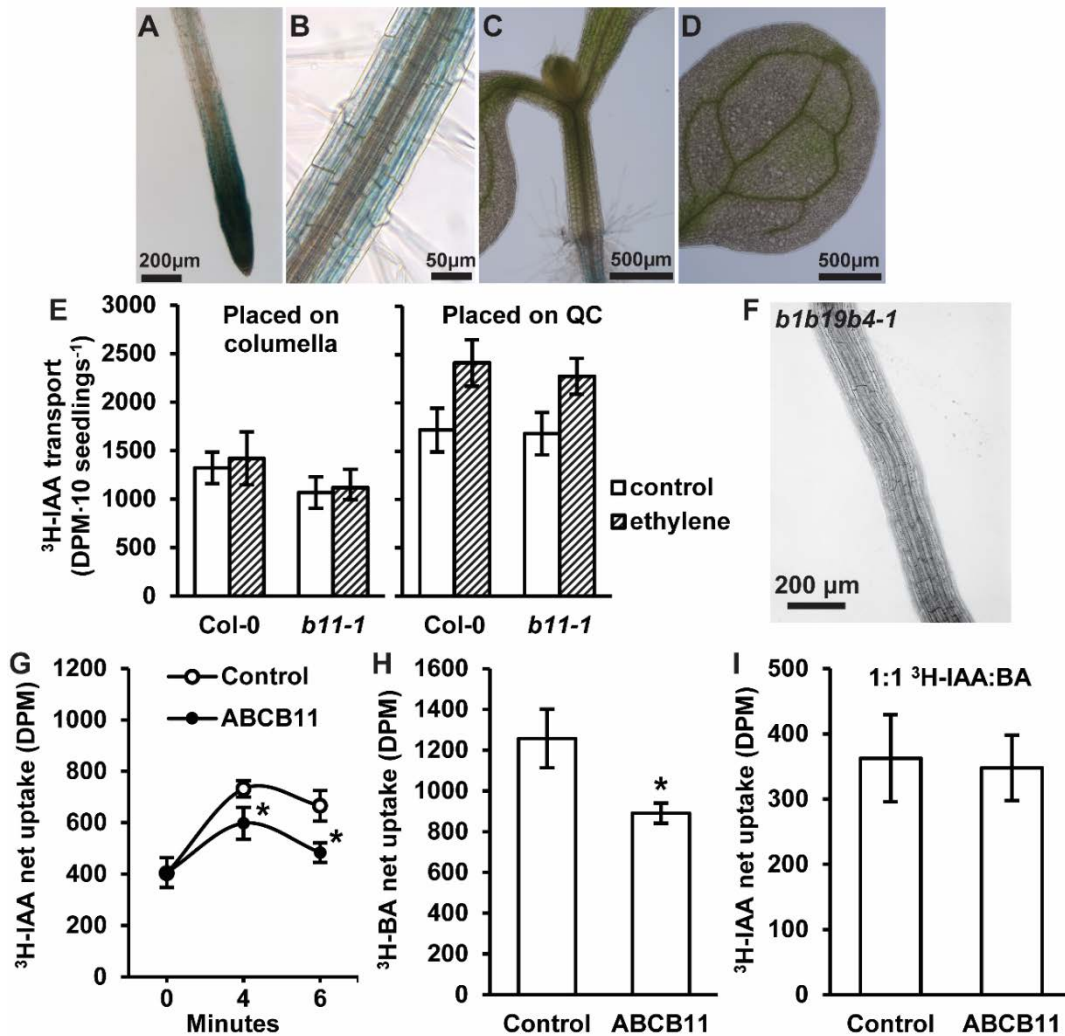 A
B
C
D
200µm
50µm
500µm
500µm
E
3000
2500
2000
1500
1000
500
0
³H-IAA transport
(DPM·10 seedlings⁻¹)
Placed on
columella
Placed on QC
control
ethylene
Col-0
b11-1
Col-0
b11-1
F
b1b19b4-1
200 µm
G
1200
1000
800
600
400
200
0
³H-IAA net uptake (DPM)
Control
ABCB11
*
*
0
4
6
Minutes
H
1600
1400
1200
1000
800
600
400
200
0
³H-BA net uptake (DPM)
*
Control
ABCB11
I
500
400
300
200
100
0
³H-IAA net uptake (DPM)
1:1 ³H-IAA:BA
Control
ABCB11